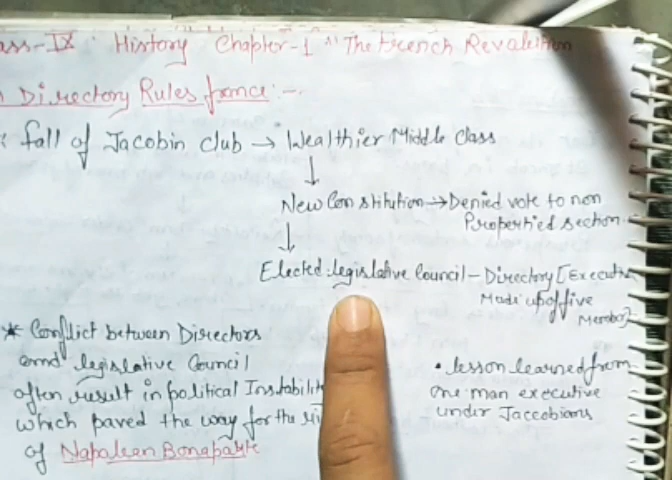 ass-IX History Chapter-1 "The French Revolution
Directory Rules france :-
fall of Jacobin club → Wealthier Middle Class
↓
New Constitution → Denied vote to non
Propertied section
↓
Elected legislative Council - Directory [Executive
Made up of five
Member]
* Conflict between Directors
and legislative Council
often result in political Instabilit
which paved the way for the ri
of Napoleon Bonaparte
• lesson learned from
one man executive
under Jaccobians